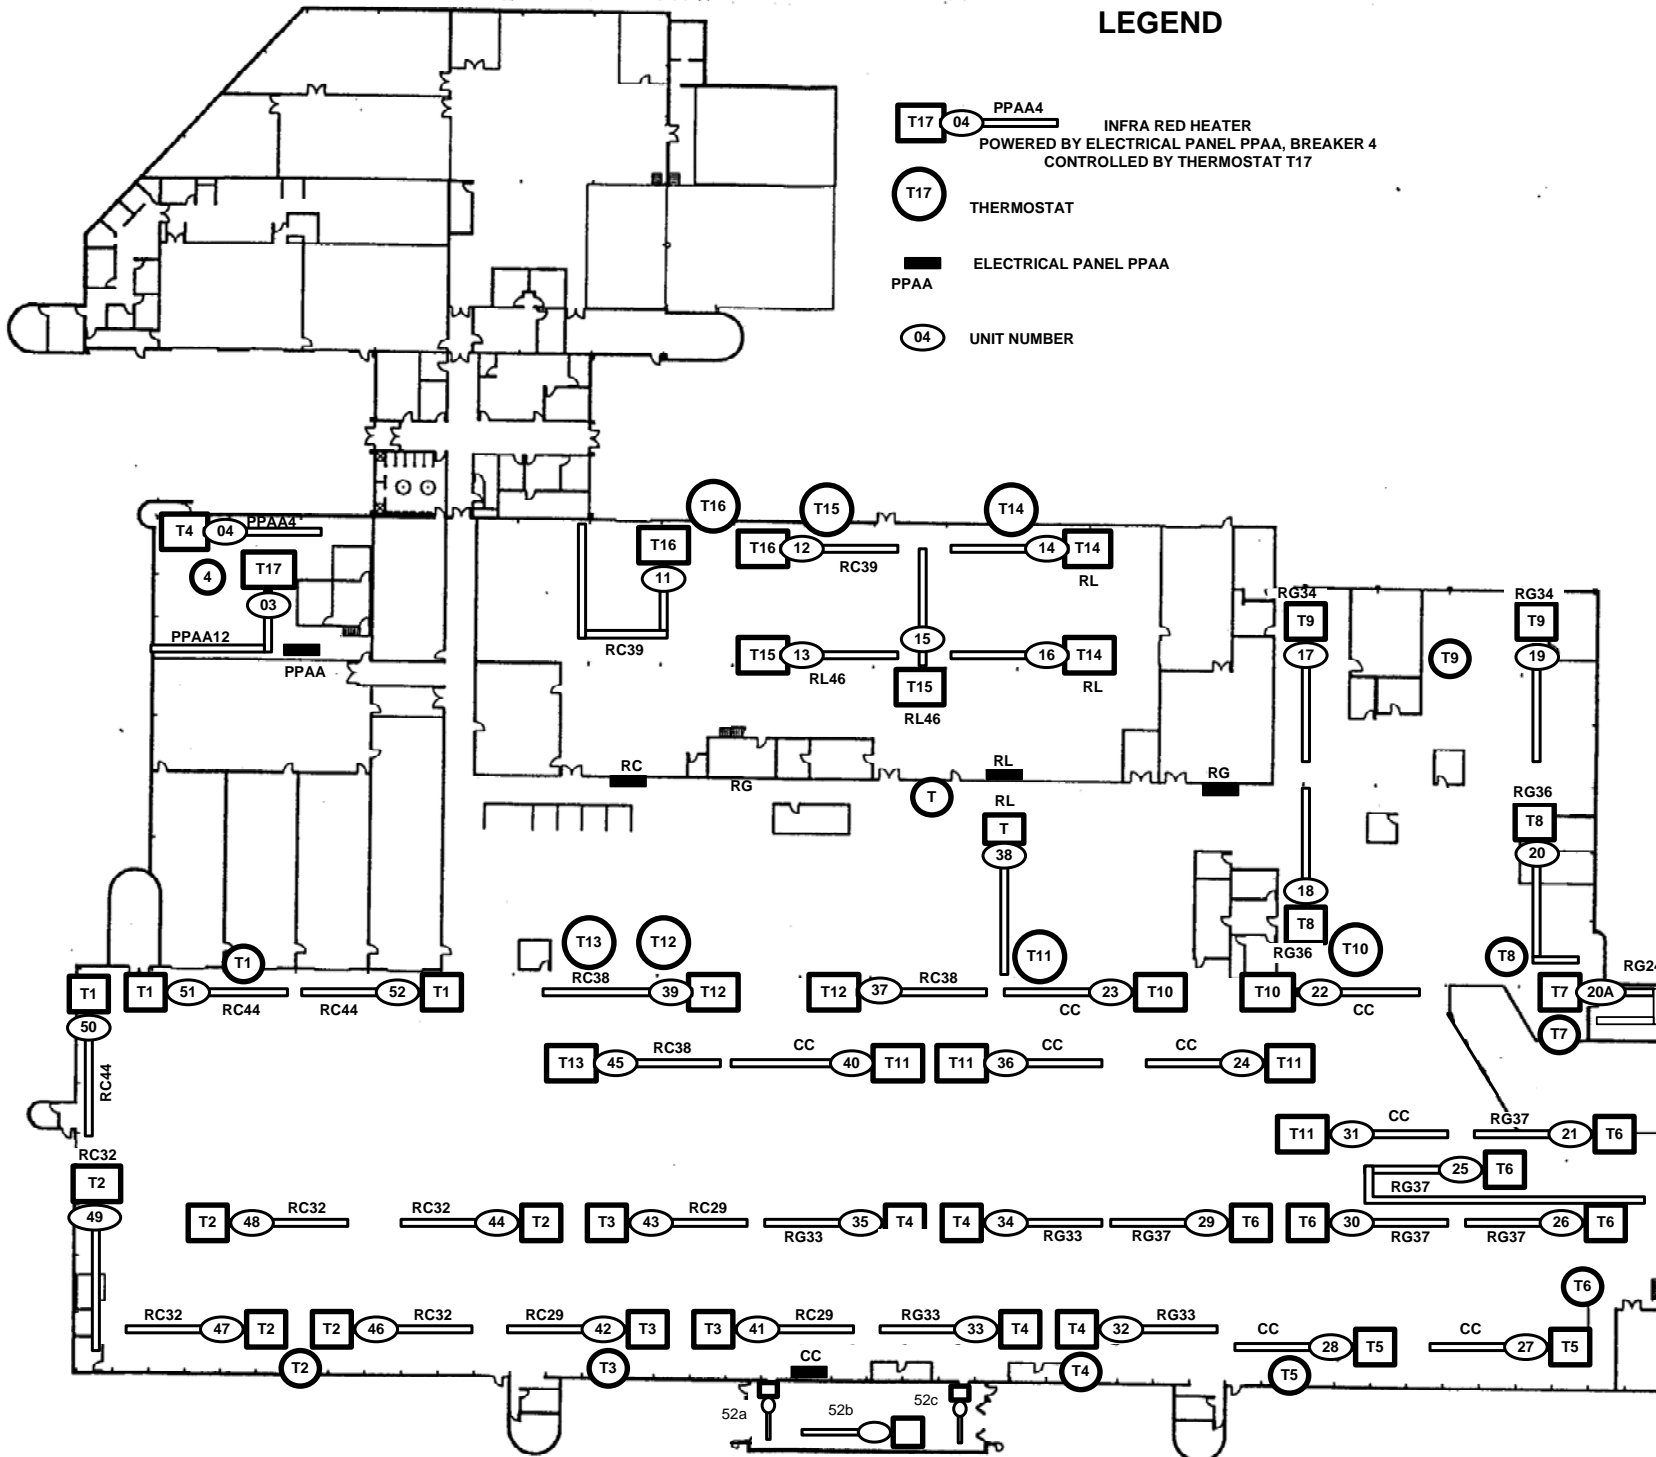 LEGEND
T17 04 PPAA4
INFRA RED HEATER
POWERED BY ELECTRICAL PANEL PPAA, BREAKER 4
CONTROLLED BY THERMOSTAT T17
T17 THERMOSTAT
ELECTRICAL PANEL PPAA
PPAA
04 UNIT NUMBER
T16 T15 T14
T4 04 PPAA4
T16 T16 12 14 T14
RC39 RL
4 T17 11
03
PPAA12
PPAA
RC39
T15 13 15 16 T14
RL46 T15 RL
RL46
RG34 RG34
T9 T9
17 T9 19
RC RL RG
RG
T RL
T
38
RG36
T8
20
18
T8
RG36
T13 T12 T11 T10 T8
T1
RC38 RC38 RG24
T1 T1 51 52 T1 39 T12 T12 37 23 T10 T10 22 T7 20A
RC44 RC44 CC CC
50
T7
RC44
RC38 CC CC CC
T13 45 40 T11 T11 36 24 T11
CC RG37
T11 31 21 T6
25 T6
RG37
RC32
T2
49
RC32 RC32 RC29
T2 48 44 T2 T3 43 35 T4 T4 34 29 T6 T6 30 26 T6
RG33 RG33 RG37 RG37 RG37
T6
RC32 RC32 RC29 RC29 RG33 RG33
47 T2 T2 46 42 T3 T3 41 33 T4 T4 32
CC CC
28 T5 27 T5
CC
T2 T3 T4 T5
52a 52b 52c